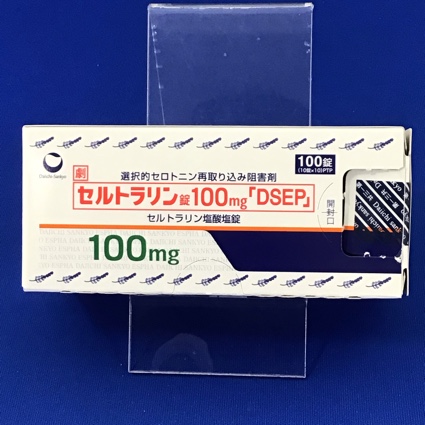 Daiichi-Sankyo
劇
選択的セロトニン再取り込み阻害剤
100錠
(10錠×10)PTP
セルトラリン錠100mg「DSEP」
セルトラリン塩酸塩錠
開封口
100mg